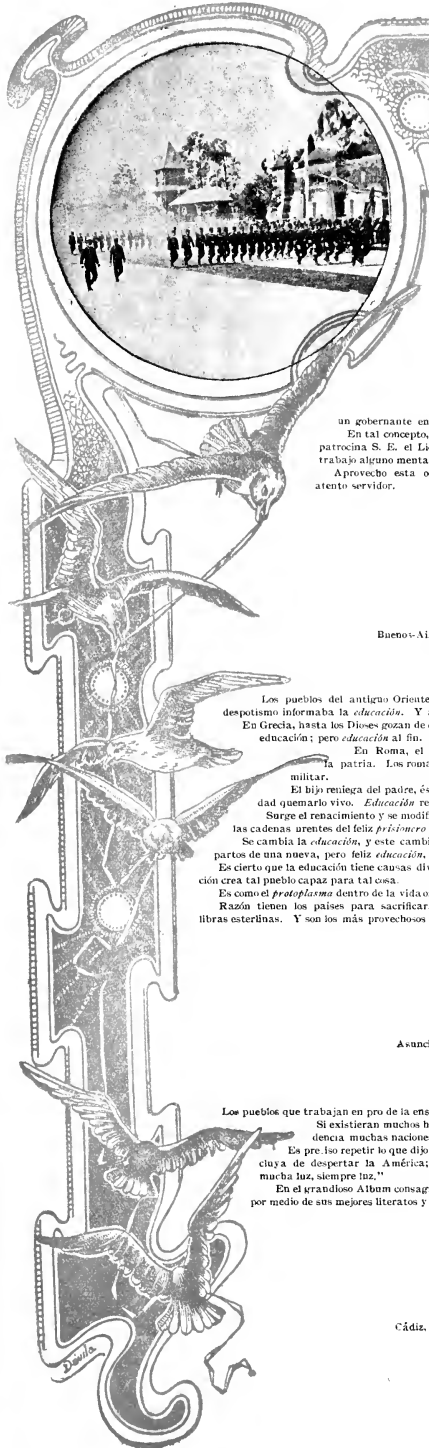 un gobernante en
En tal concepto,
patrocina S. E. el Li
trabajo alguno menta
Aprovecho esta o
atento servidor.
Buenos-Ai
Los pueblos del antiguo Oriente
despotismo informaba la educación. Y
En Grecia, hasta los Dioses gozan de
educación; pero educación al fin.
En Roma, el
la patria. Los roma
militar.
El hijo reniega del padre, és
dad quemarlo vivo. Educación re
Surge el renacimiento y se modifi
las cadenas urentes del feliz prisionero
Se cambia la educación, y este cambi
partos de una nueva, pero feliz educación,
Es cierto que la educación tiene causas div
ción crea tal pueblo capaz para tal cosa.
Es como el protoplasma dentro de la vida o
Razón tienen los países para sacrificar
libras esterlinas. Y son los más provechosos
Asunci
Los pueblos que trabajan en pro de la ens
Si existieran muchos h
dencia muchas nacione
Es pre.iso repetir lo que dijo
cluya de despertar la América;
mucha luz, siempre luz."
En el grandioso Album consag
por medio de sus mejores literatos y
Cádiz,
Dávila